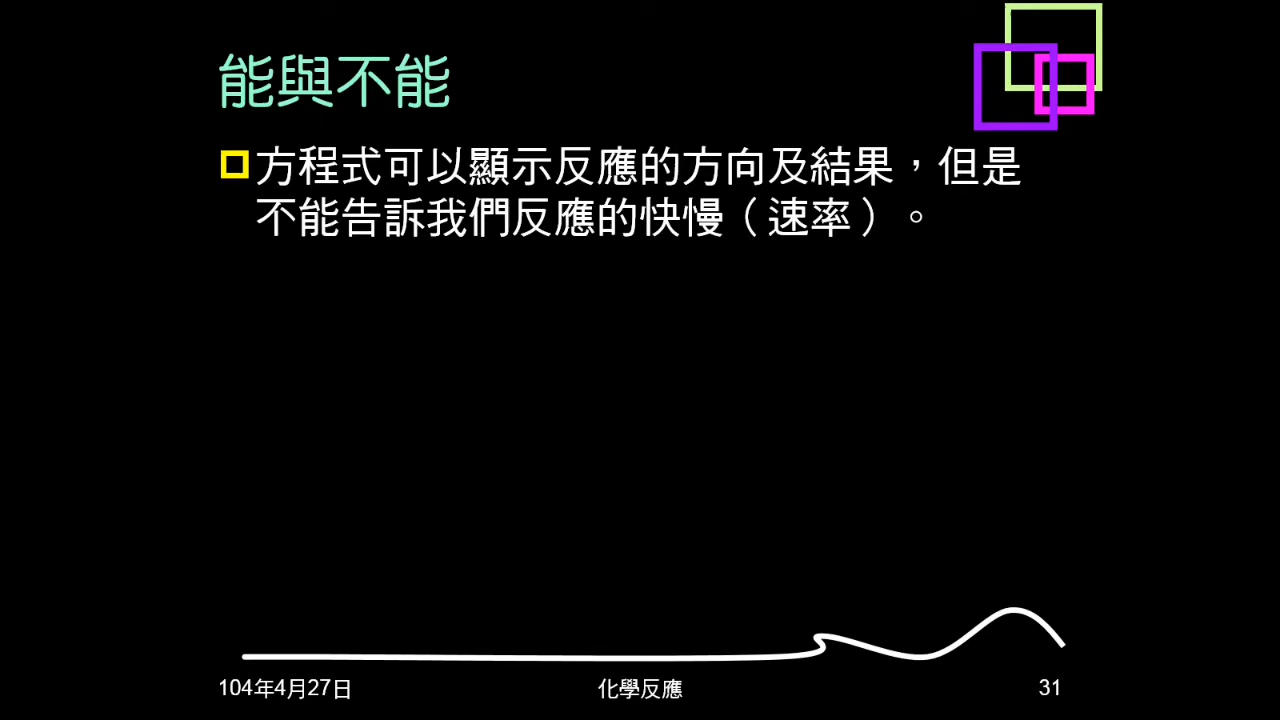 能與不能
方程式可以顯示反應的方向及結果，但是
不能告訴我們反應的快慢（速率）。
104年4月27日
化學反應
31